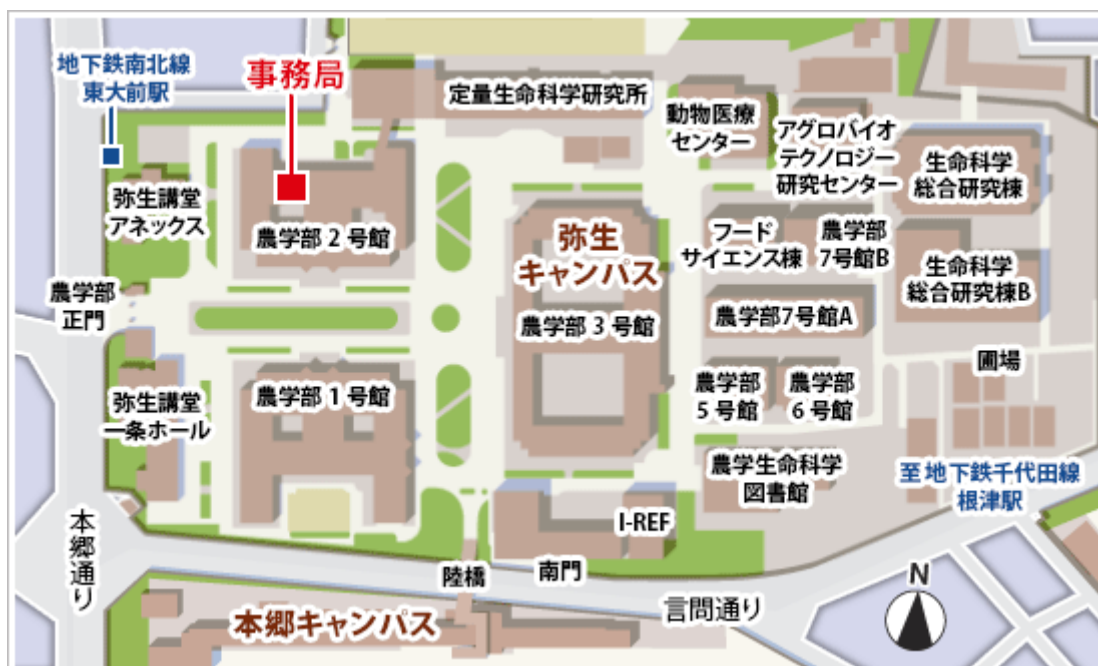 地下鉄南北線
東大前駅
事務局
定量生命科学研究所
動物医療
センター
アグロバイオ
テクノロジー
研究センター
生命科学
総合研究棟
弥生講堂
アネックス
農学部2号館
弥生
キャンパス
フード
サイエンス棟
農学部
7号館B
生命科学
総合研究棟B
農学部
正門
農学部3号館
農学部7号館A
圃場
弥生講堂
一条ホール
農学部1号館
農学部
5号館
農学部
6号館
農学生命科学
図書館
至地下鉄千代田線
根津駅
本郷通り
I-REF
陸橋
南門
言問通り
N
本郷キャンパス